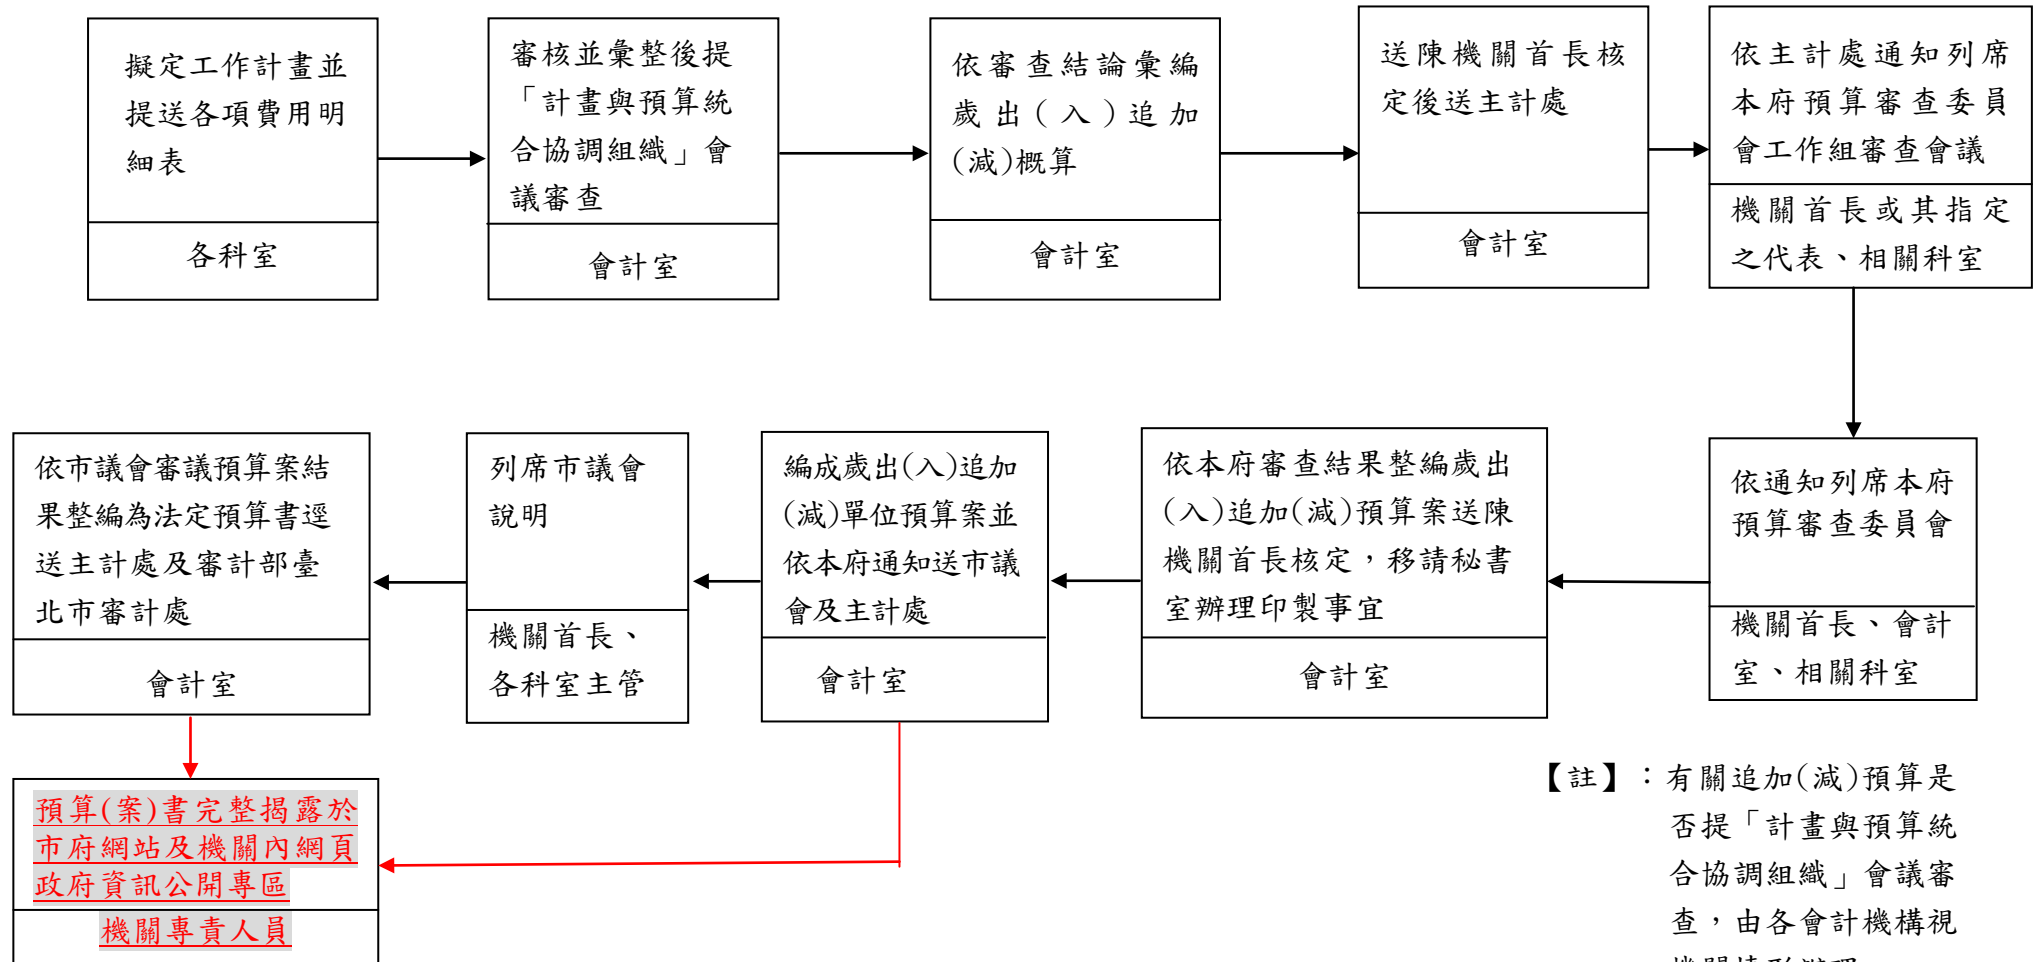 擬定工作計畫並
提送各項費用明
細表
各科室
審核並彙整後提
「計畫與預算統
合協調組織」會
議審查
會計室
依審查結論彙編
歲出(入)追加
(減)概算
會計室
送陳機關首長核
定後送主計處
會計室
依主計處通知列席
本府預算審查委員
會工作組審查會議
機關首長或其指定
之代表、相關科室
依通知列席本府
預算審查委員會
機關首長、會計
室、相關科室
依本府審查結果整編歲出
(入)追加(減)預算案送陳
機關首長核定，移請秘書
室辦理印製事宜
會計室
編成歲出(入)追加
(減)單位預算案並
依本府通知送市議
會及主計處
會計室
列席市議會
說明
機關首長、
各科室主管
依市議會審議預算案結
果整編為法定預算書逕
送主計處及審計部臺
北市審計處
會計室
預算(案)書完整揭露於
市府網站及機關內網頁
政府資訊公開專區
機關專責人員
【註】：有關追加(減)預算是
否提「計畫與預算統
合協調組織」會議審
查，由各會計機構視